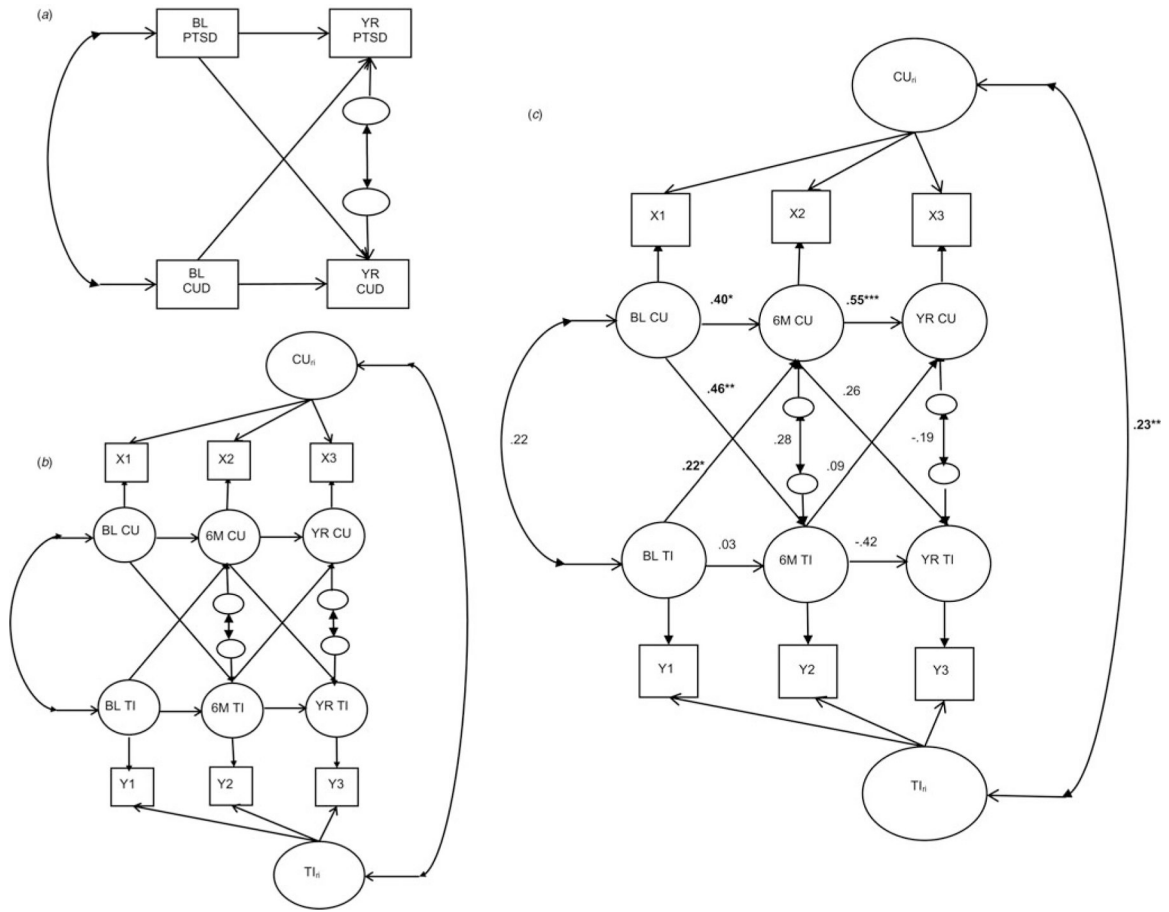 (a)
BL
PTSD
YR
PTSD
BL
CUD
YR
CUD
(b)
CUri
X1
X2
X3
BL CU
6M CU
YR CU
BL TI
6M TI
YR TI
Y1
Y2
Y3
TIri
(c)
CUri
X1
X2
X3
BL CU
.40*
6M CU
.55***
YR CU
.22
.46**
.26
.28
-.19
.23**
.22*
.09
BL TI
.03
6M TI
-.42
YR TI
Y1
Y2
Y3
TIri